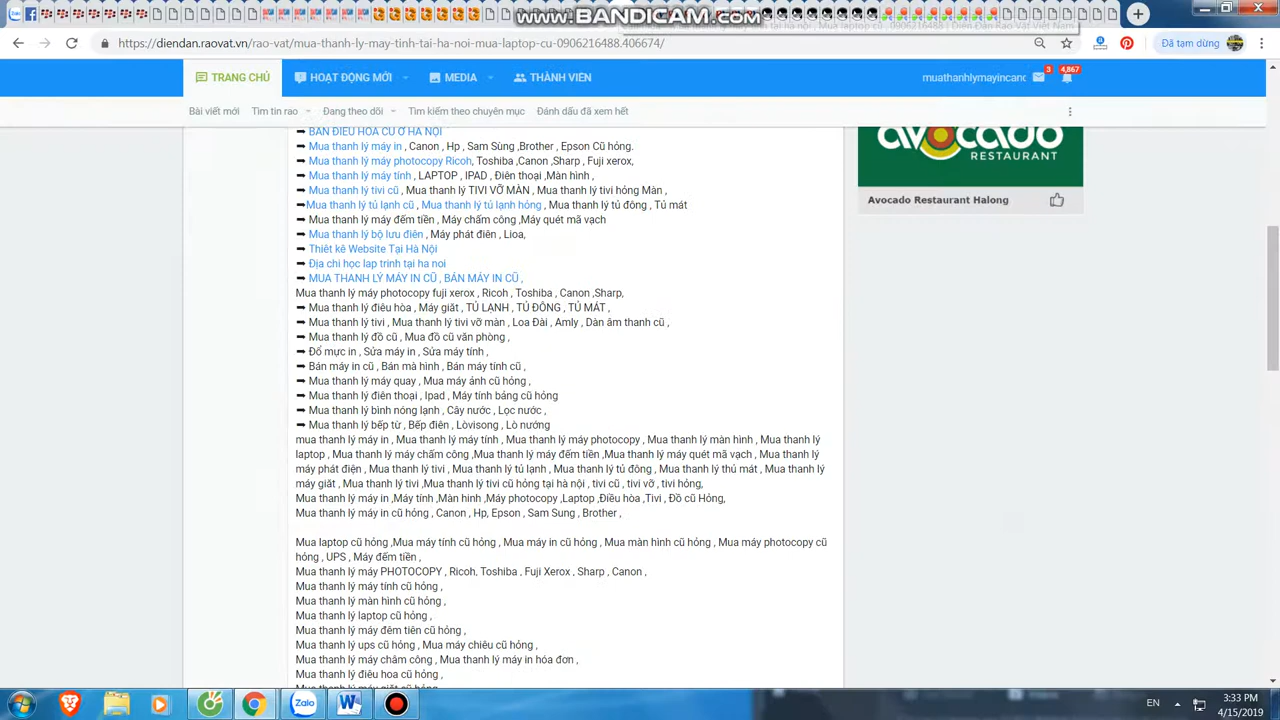 www.BANDICAM.com
https://diendan.raovat.vn/rao-vat/mua-thanh-ly-may-tinh-tai-ha-noi-mua-laptop-cu-0906216488.406674/
Đã tạm dừng
TRANG CHỦ
HOẠT ĐỘNG MỚI
MEDIA
THÀNH VIÊN
muathanhlymayincanc
3
4,867
Bài viết mới
Tìm tin rao
Đang theo dõi
Tìm kiếm theo chuyên mục
Đánh dấu đã xem hết
BÁN ĐIỀU HÒA CŨ Ở HÀ NỘI
➡ Mua thanh lý máy in , Canon , Hp , Sam Sùng ,Brother , Epson Cũ hỏng.
➡ Mua thanh lý máy photocopy Ricoh, Toshiba ,Canon ,Sharp , Fuji xerox,
➡ Mua thanh lý máy tính , LAPTOP , IPAD , Điện thoại ,Màn hình ,
➡ Mua thanh lý tivi cũ , Mua thanh lý TIVI VỠ MÀN , Mua thanh lý tivi hỏng Màn ,
➡Mua thanh lý tủ lạnh cũ , Mua thanh lý tủ lạnh hỏng , Mua thanh lý tủ đông , Tủ mát
➡ Mua thanh lý máy đếm tiền , Máy chấm công ,Máy quét mã vạch
➡ Mua thanh lý bộ lưu điên , Máy phát điên , Lioa,
➡ Thiêt kê Website Tại Hà Nội
➡ Địa chi học lap trinh tại ha noi
➡ MUA THANH LÝ MÁY IN CŨ , BÁN MÁY IN CŨ ,
Mua thanh lý máy photocopy fuji xerox , Ricoh , Toshiba , Canon ,Sharp,
➡ Mua thanh lý điêu hòa , Máy giăt , TỦ LẠNH , TỦ ĐÔNG , TỦ MÁT ,
➡ Mua thanh lý tivi , Mua thanh lý tivi vỡ màn , Loa Đài , Amly , Dàn âm thanh cũ ,
➡ Mua thanh lý đồ cũ , Mua đồ cũ văn phòng ,
➡ Đổ mực in , Sửa máy in , Sửa máy tính ,
➡ Bán máy in cũ , Bán mà hình , Bán máy tính cũ ,
➡ Mua thanh lý máy quay , Mua máy ảnh cũ hỏng ,
➡ Mua thanh lý điên thoại , Ipad , Máy tính bảng cũ hỏng
➡ Mua thanh lý bình nóng lạnh , Cây nước , Lọc nước ,
➡ Mua thanh lý bếp từ , Bếp điên , Lòvisong , Lò nướng
mua thanh lý máy in , Mua thanh lý máy tính , Mua thanh lý máy photocopy , Mua thanh lý màn hình , Mua thanh lý
laptop , Mua thanh lý máy chấm công ,Mua thanh lý máy đếm tiền ,Mua thanh lý máy quét mã vạch , Mua thanh lý
máy phát điện , Mua thanh lý tivi , Mua thanh lý tủ lạnh , Mua thanh lý tủ đông , Mua thanh lý thủ mát , Mua thanh lý
máy giăt , Mua thanh lý tivi ,Mua thanh lý tivi cũ hỏng tại hà nội , tivi cũ , tivi vỡ , tivi hỏng,
Mua thanh lý máy in ,Máy tính ,Màn hinh ,Máy photocopy ,Laptop ,Điều hòa ,Tivi , Đồ cũ Hỏng,
Mua thanh lý máy in cũ hỏng , Canon , Hp, Epson , Sam Sung , Brother ,
Mua laptop cũ hỏng ,Mua máy tính cũ hỏng , Mua máy in cũ hỏng , Mua màn hình cũ hỏng , Mua máy photocopy cũ
hỏng , UPS , Máy đếm tiền ,
Mua thanh lý máy PHOTOCOPY , Ricoh, Toshiba , Fuji Xerox , Sharp , Canon ,
Mua thanh lý máy tính cũ hỏng ,
Mua thanh lý màn hình cũ hỏng ,
Mua thanh lý laptop cũ hỏng ,
Mua thanh lý máy đêm tiên cũ hỏng ,
Mua thanh lý ups cũ hỏng , Mua máy chiêu cũ hỏng ,
Mua thanh lý máy châm công , Mua thanh lý máy in hóa đơn ,
Mua thanh lý điêu hoa cũ hỏng ,
avocado
RESTAURANT
Avocado Restaurant Halong
Zalo
EN
3:33 PM
4/15/2019